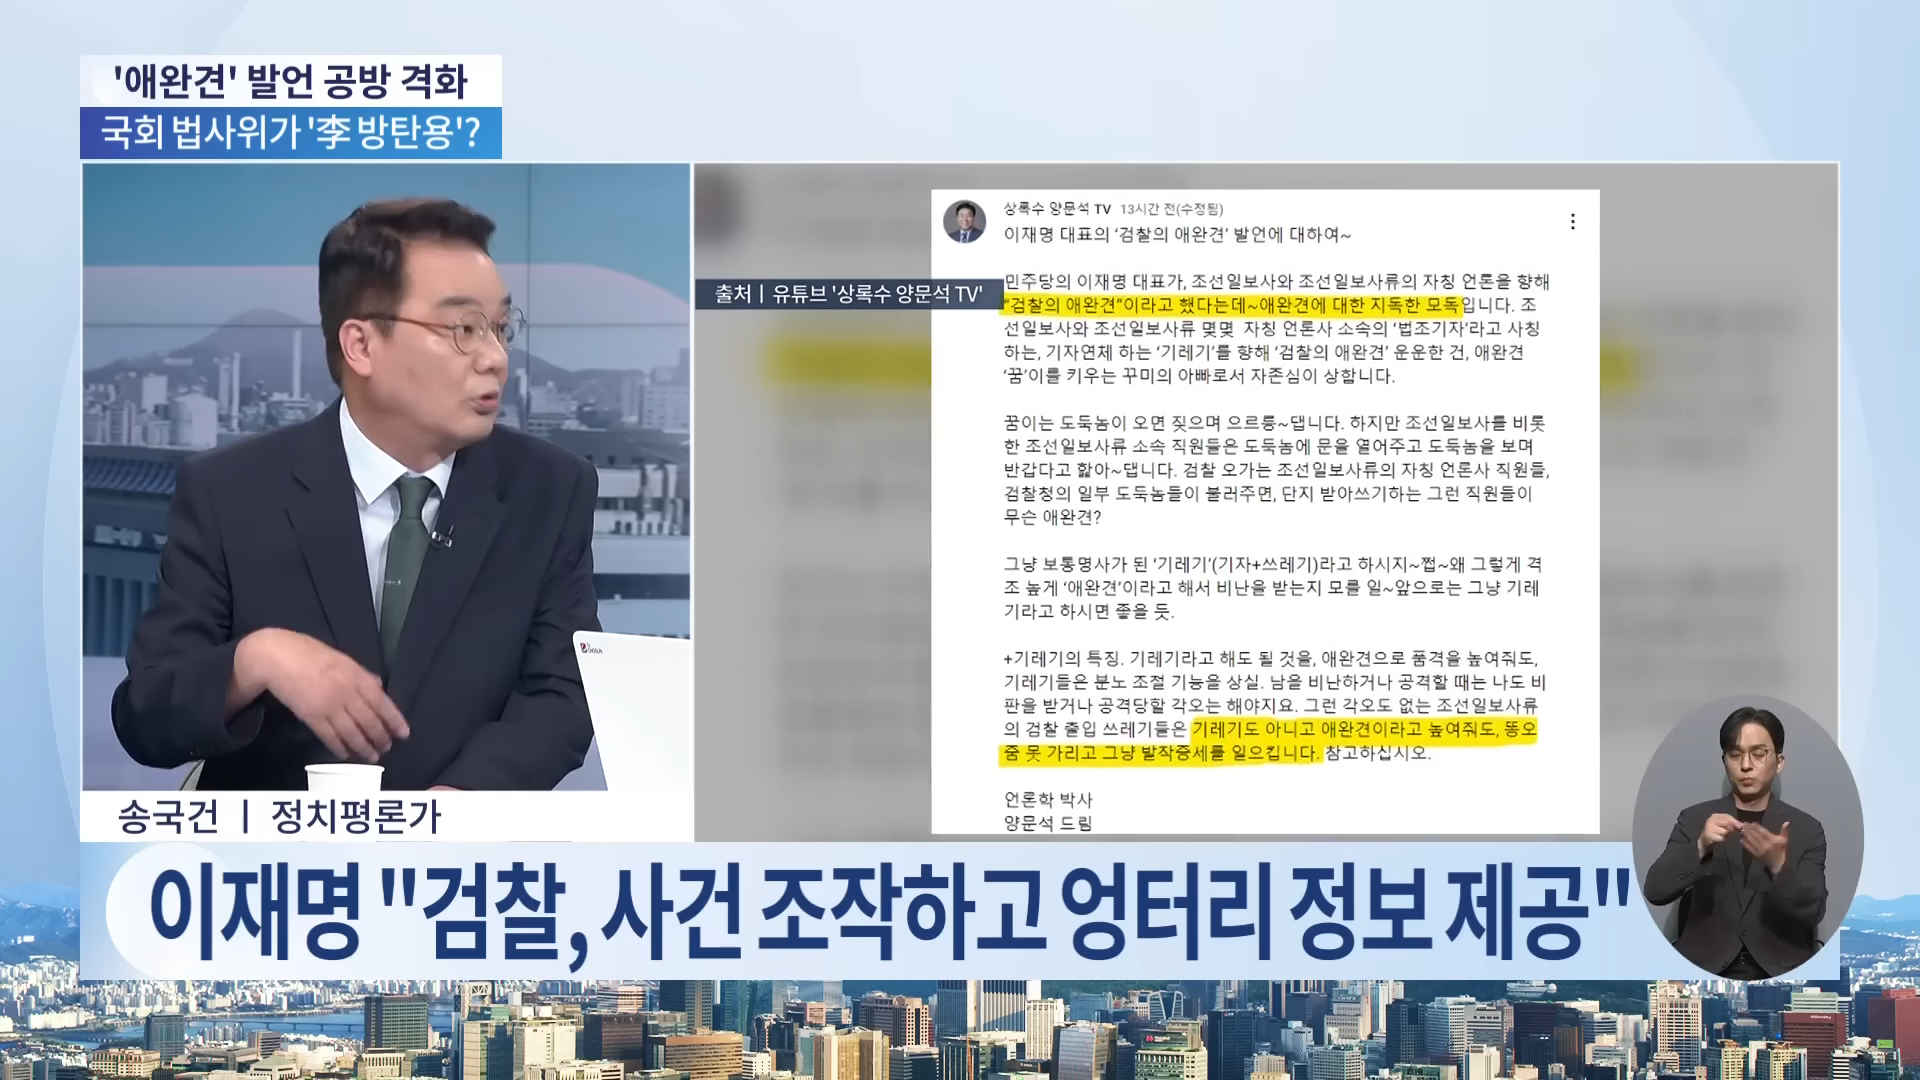 '애완견' 발언 공방 격화
국회 법사위가 '李 방탄용'?
상록수 양문석 TV 13시간 전(수정됨)
이재명 대표의 ‘검찰의 애완견’ 발언에 대하여~
출처 | 유튜브 '상록수 양문석 TV'
민주당의 이재명 대표가, 조선일보사와 조선일보사류의 자칭 언론을 향해
“검찰의 애완견”이라고 했다는데~애완견에 대한 지독한 모독입니다. 조
선일보사와 조선일보사류 몇몇 자칭 언론사 소속의 ‘법조기자’라고 사칭
하는, 기자연체 하는 ‘기레기’를 향해 ‘검찰의 애완견’ 운운한 건, 애완견
‘꿈’이를 키우는 꾸미의 아빠로서 자존심이 상합니다.
꿈이는 도둑놈이 오면 짖으며 으르릉~댑니다. 하지만 조선일보사를 비롯
한 조선일보사류 소속 직원들은 도둑놈에 문을 열어주고 도둑놈을 보며
반갑다고 핥아~댑니다. 검찰 오가는 조선일보사류의 자칭 언론사 직원들,
검찰청의 일부 도둑놈들이 불러주면, 단지 받아쓰기하는 그런 직원들이
무슨 애완견?
그냥 보통명사가 된 ‘기레기’(기자+쓰레기)라고 하시지~쩝~왜 그렇게 격
조 높게 ‘애완견’이라고 해서 비난을 받는지 모를 일~앞으로는 그냥 기레
기라고 하시면 좋을 듯.
+기레기의 특징. 기레기라고 해도 될 것을, 애완견으로 품격을 높여줘도,
기레기들은 분노 조절 기능을 상실. 남을 비난하거나 공격할 때는 나도 비
판을 받거나 공격당할 각오는 해야지요. 그런 각오도 없는 조선일보사류
의 검찰 출입 쓰레기들은 기레기도 아니고 애완견이라고 높여줘도, 똥오
줌 못 가리고 그냥 발작증세를 일으킵니다. 참고하십시오.
언론학 박사
양문석 드림
송국건 | 정치평론가
이재명 "검찰, 사건 조작하고 엉터리 정보 제공"